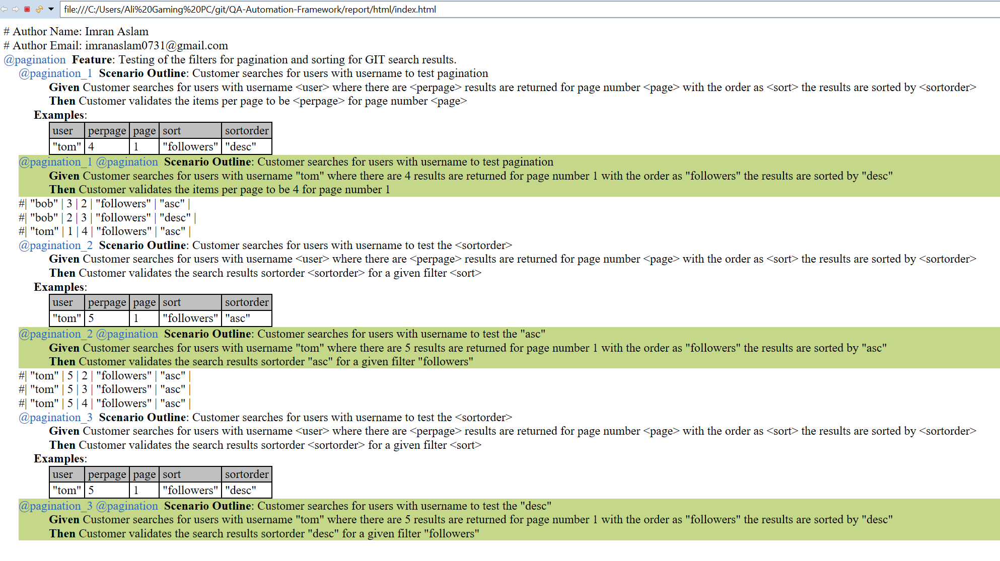 file:///C:/Users/Ali%20Gaming%20PC/git/QA-Automation-Framework/report/html/index.html
# Author Name: Imran Aslam
# Author Email: imranaslam0731@gmail.com
@pagination Feature: Testing of the filters for pagination and sorting for GIT search results.
@pagination_1 Scenario Outline: Customer searches for users with username to test pagination
Given Customer searches for users with username <user> where there are <perpage> results are returned for page number <page> with the order as <sort> the results are sorted by <sortorder>
Then Customer validates the items per page to be <perpage> for page number <page>
Examples:
user perpage page sort sortorder
"tom" 4 1 "followers" "desc"
@pagination_1 @pagination Scenario Outline: Customer searches for users with username to test pagination
Given Customer searches for users with username "tom" where there are 4 results are returned for page number 1 with the order as "followers" the results are sorted by "desc"
Then Customer validates the items per page to be 4 for page number 1
#| "bob" | 3 | 2 | "followers" | "asc" |
#| "bob" | 2 | 3 | "followers" | "desc" |
#| "tom" | 1 | 4 | "followers" | "asc" |
@pagination_2 Scenario Outline: Customer searches for users with username to test the <sortorder>
Given Customer searches for users with username <user> where there are <perpage> results are returned for page number <page> with the order as <sort> the results are sorted by <sortorder>
Then Customer validates the search results sortorder <sortorder> for a given filter <sort>
Examples:
user perpage page sort sortorder
"tom" 5 1 "followers" "asc"
@pagination_2 @pagination Scenario Outline: Customer searches for users with username to test the "asc"
Given Customer searches for users with username "tom" where there are 5 results are returned for page number 1 with the order as "followers" the results are sorted by "asc"
Then Customer validates the search results sortorder "asc" for a given filter "followers"
#| "tom" | 5 | 2 | "followers" | "asc" |
#| "tom" | 5 | 3 | "followers" | "asc" |
#| "tom" | 5 | 4 | "followers" | "asc" |
@pagination_3 Scenario Outline: Customer searches for users with username to test the <sortorder>
Given Customer searches for users with username <user> where there are <perpage> results are returned for page number <page> with the order as <sort> the results are sorted by <sortorder>
Then Customer validates the search results sortorder <sortorder> for a given filter <sort>
Examples:
user perpage page sort sortorder
"tom" 5 1 "followers" "desc"
@pagination_3 @pagination Scenario Outline: Customer searches for users with username to test the "desc"
Given Customer searches for users with username "tom" where there are 5 results are returned for page number 1 with the order as "followers" the results are sorted by "desc"
Then Customer validates the search results sortorder "desc" for a given filter "followers"